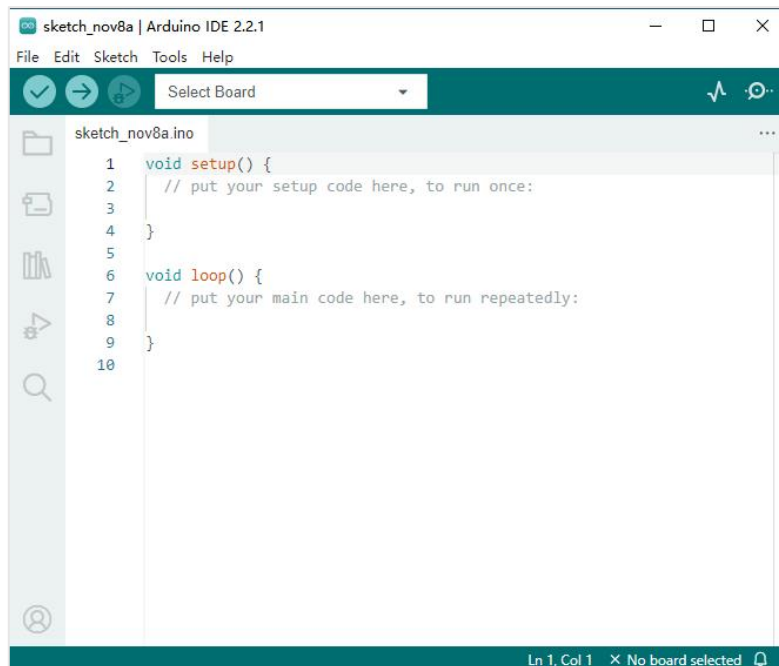 sketch_nov8a | Arduino IDE 2.2.1
File Edit Sketch Tools Help
Select Board
sketch_nov8a.ino
1 void setup() {
2 // put your setup code here, to run once:
3
4 }
5
6 void loop() {
7 // put your main code here, to run repeatedly:
8
9 }
10
Ln 1, Col 1 × No board selected